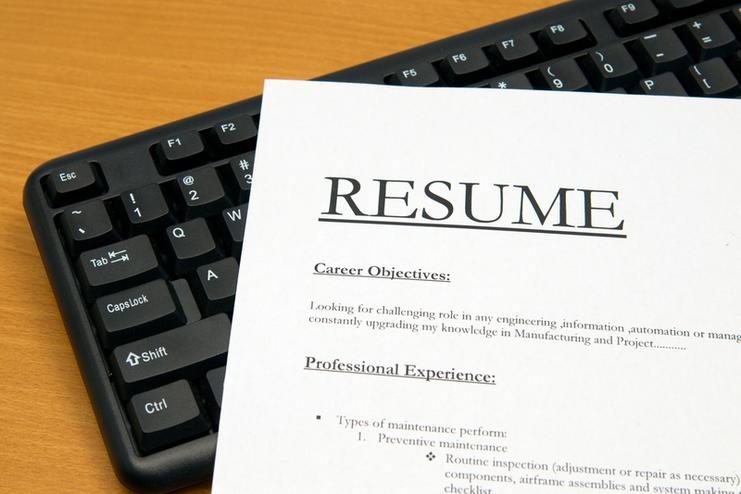 F9
F8
F7
F6
F5
_
-
+
=
(
9
)
0
*
P
{
[
F2
F1
Esc
#
3
@
2
!
1
~
`
W
Q
Tab
A
CapsLock
Shift
Ctrl
RESUME
Career Objectives:
Looking for challenging role in any engineering ,information ,automation or manag
constantly upgrading my knowledge in Manufacturing and Project...........
Professional Experience:
▪ Types of maintenance perform:
1. Preventive maintenance
❖ Routine inspection (adjustment or repair as necessary)
components, airframe assemblies and system making
checklist